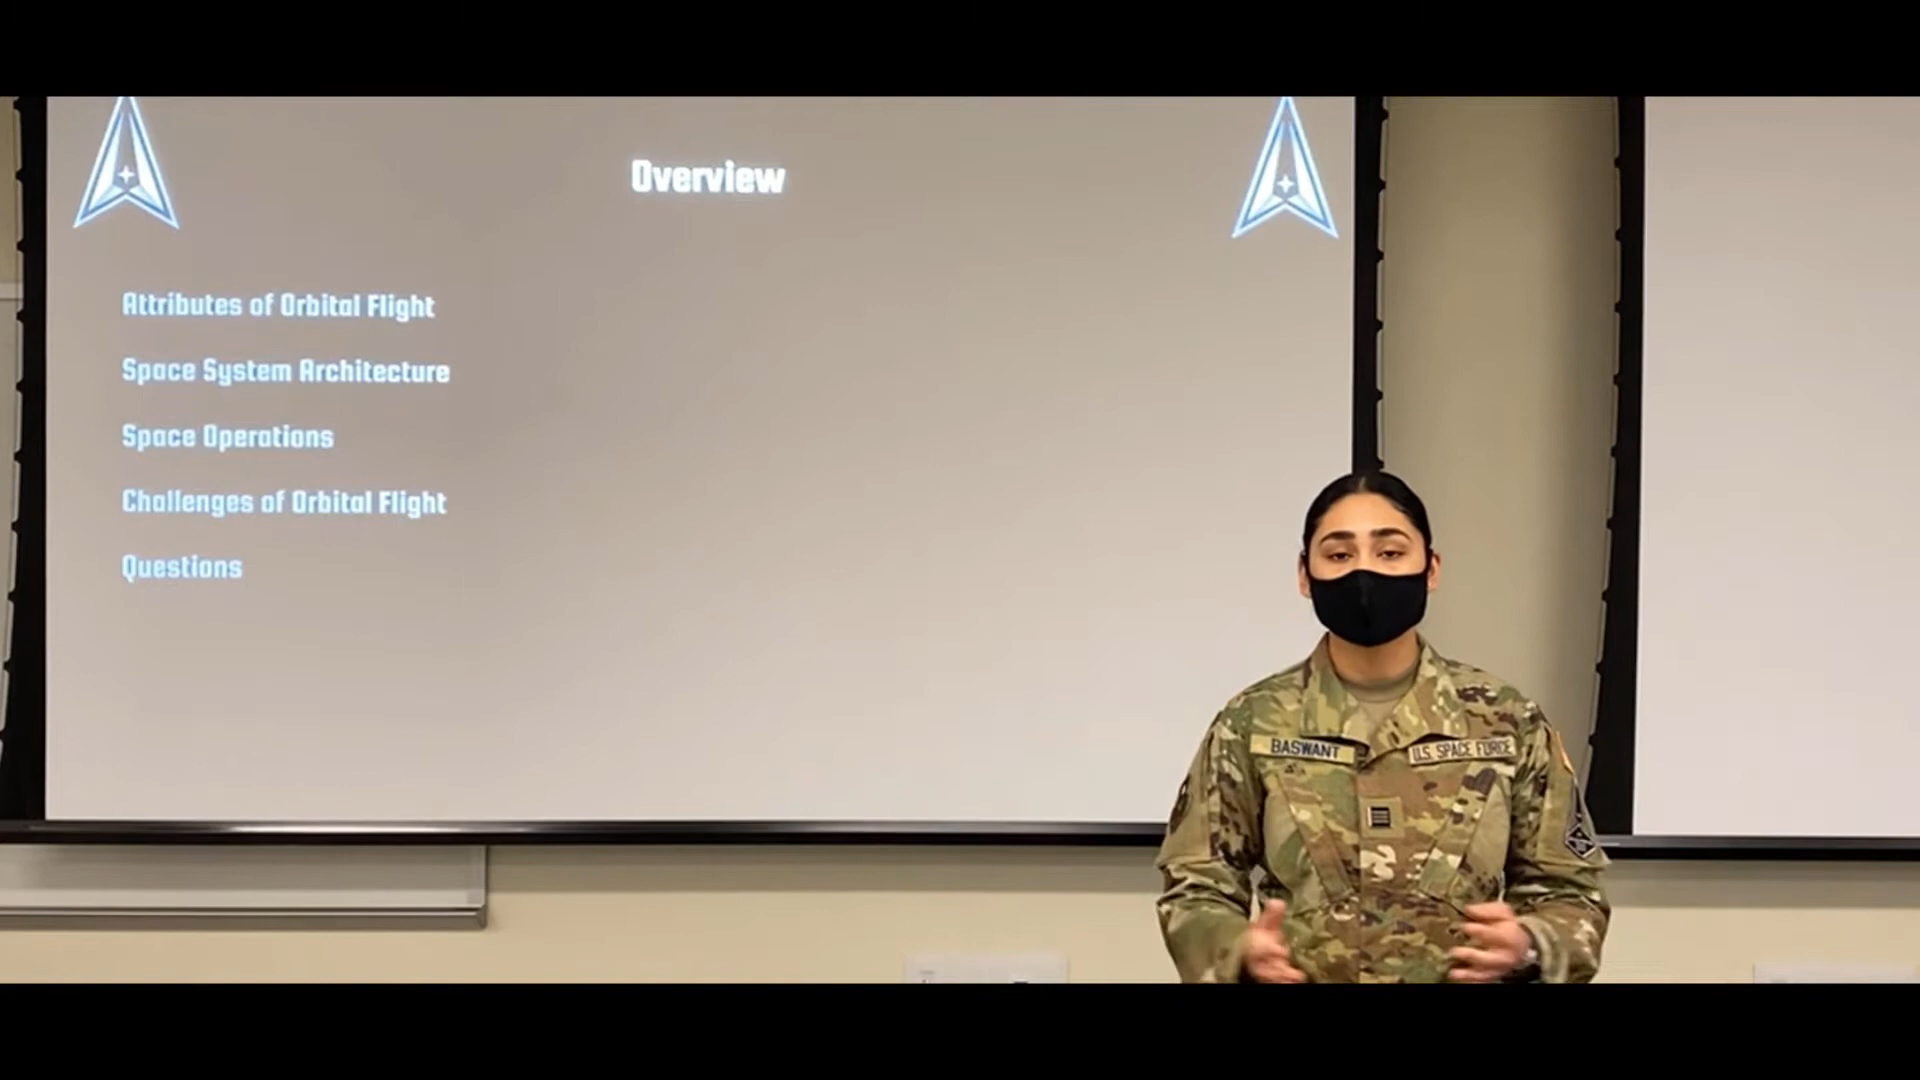 Overview
Attributes of Orbital Flight
Space System Architecture
Space Operations
Challenges of Orbital Flight
Questions
BASWANT
U.S. SPACE FORCE